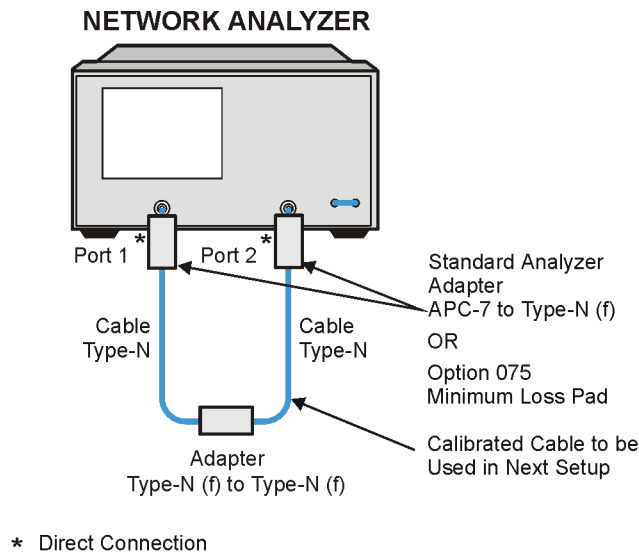 NETWORK ANALYZER
*
*
Port 1
Port 2
Standard Analyzer
Adapter
APC-7 to Type-N (f)
OR
Option 075
Minimum Loss Pad
Cable
Type-N
Cable
Type-N
Calibrated Cable to be
Used in Next Setup
Adapter
Type-N (f) to Type-N (f)
* Direct Connection